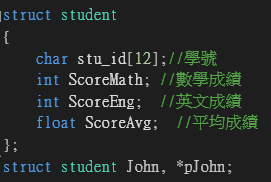 struct student
{
char stu_id[12];//學號
int ScoreMath; //數學成績
int ScoreEng;  //英文成績
float ScoreAvg;  //平均成績
};
struct student John, *pJohn;